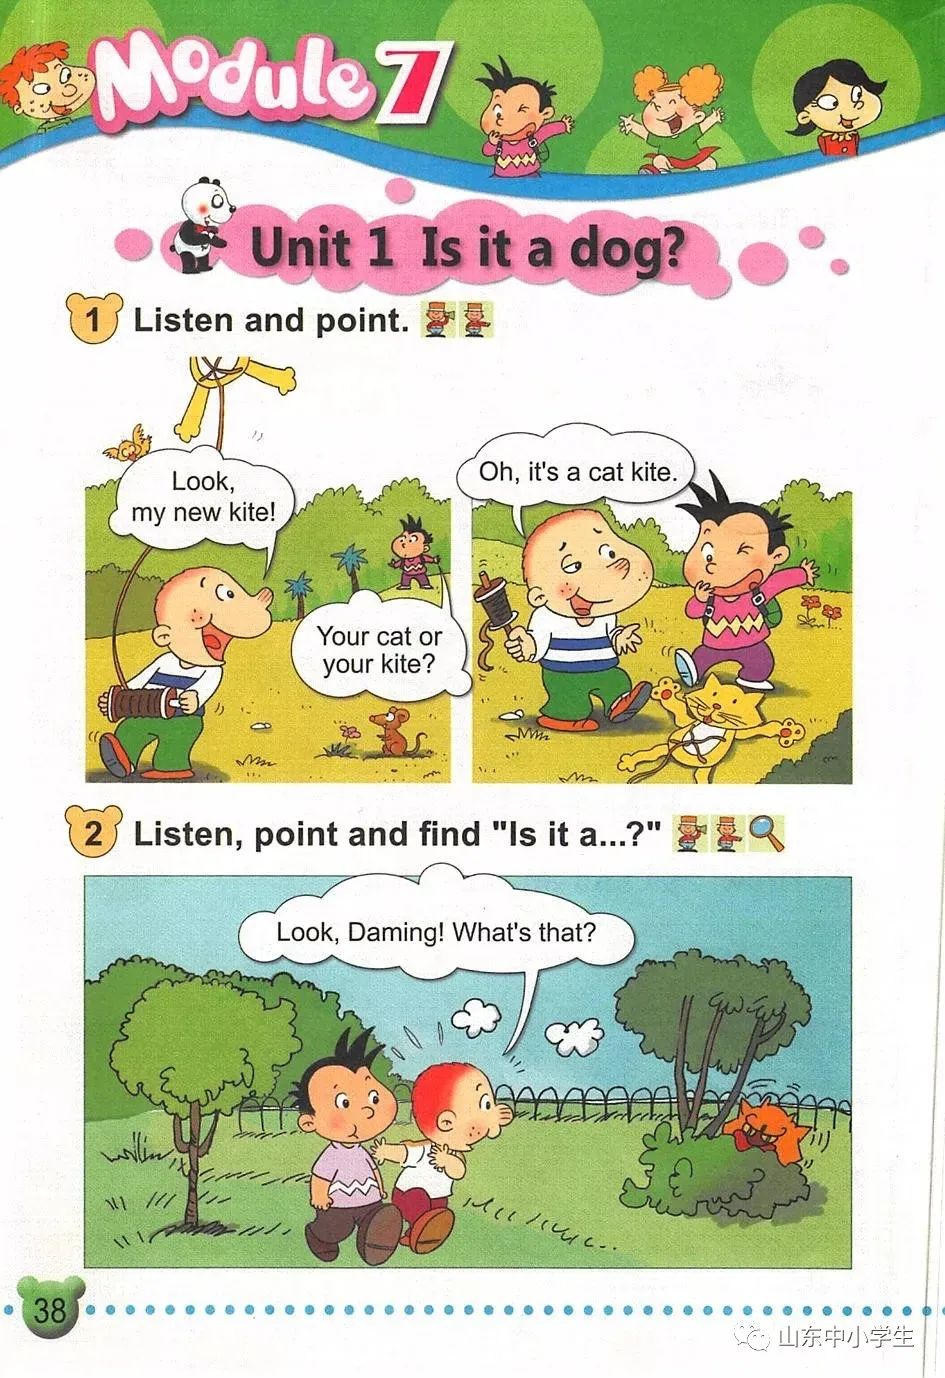 Module 7
Unit 1 Is it a dog?
1 Listen and point.
Look,
my new kite!
Your cat or
your kite?
Oh, it's a cat kite.
2 Listen, point and find "Is it a...?"
Look, Daming! What's that?
38
山东中小学生